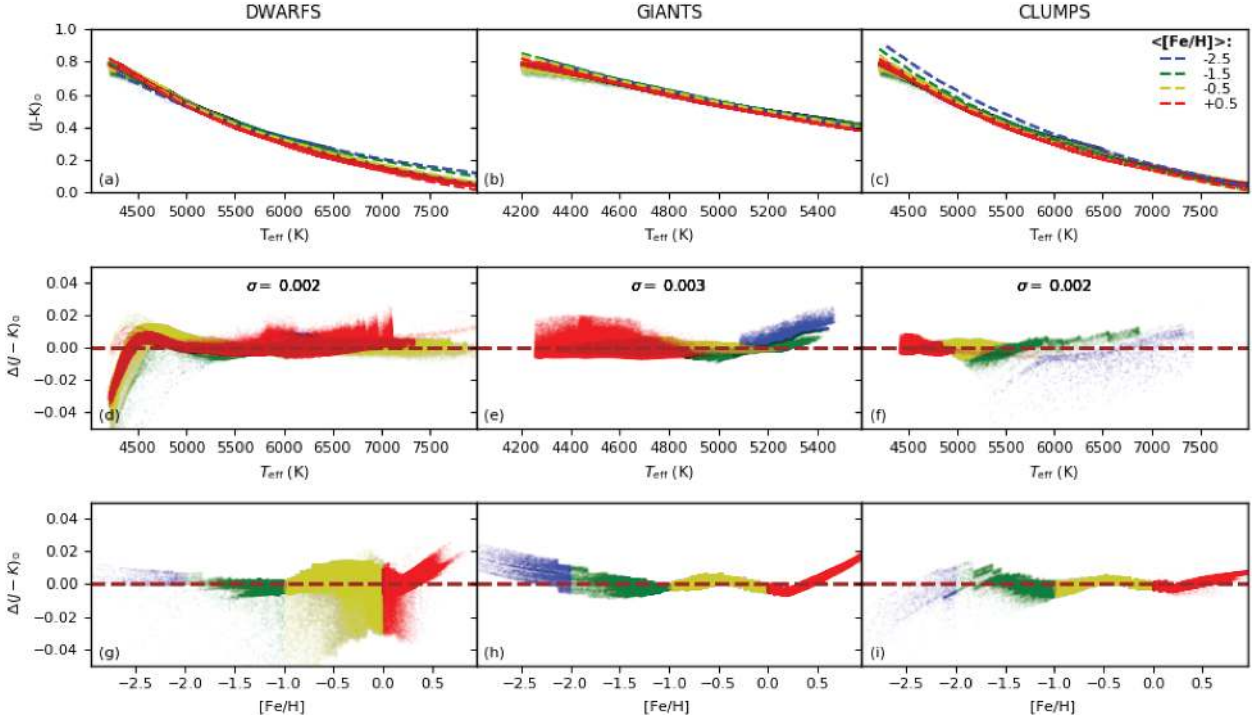 DWARFS GIANTS CLUMPS
1.0
0.8
0.6
0.4
0.2
0.0
(J-K)₀
<[Fe/H]>:
-2.5
-1.5
-0.5
+0.5
(a) (b) (c)
4500 5000 5500 6000 6500 7000 7500
4200 4400 4600 4800 5000 5200 5400
4500 5000 5500 6000 6500 7000 7500
T_eff (K) T_eff (K) T_eff (K)
0.04
0.02
0.00
−0.02
−0.04
Δ(J − K)₀
σ = 0.002 σ = 0.003 σ = 0.002
(d) (e) (f)
4500 5000 5500 6000 6500 7000 7500
4200 4400 4600 4800 5000 5200 5400
4500 5000 5500 6000 6500 7000 7500
T_eff (K) T_eff (K) T_eff (K)
0.04
0.02
0.00
−0.02
−0.04
Δ(J − K)₀
(g) (h) (i)
−2.5 −2.0 −1.5 −1.0 −0.5 0.0 0.5
−2.5 −2.0 −1.5 −1.0 −0.5 0.0 0.5
−2.5 −2.0 −1.5 −1.0 −0.5 0.0 0.5
[Fe/H] [Fe/H] [Fe/H]